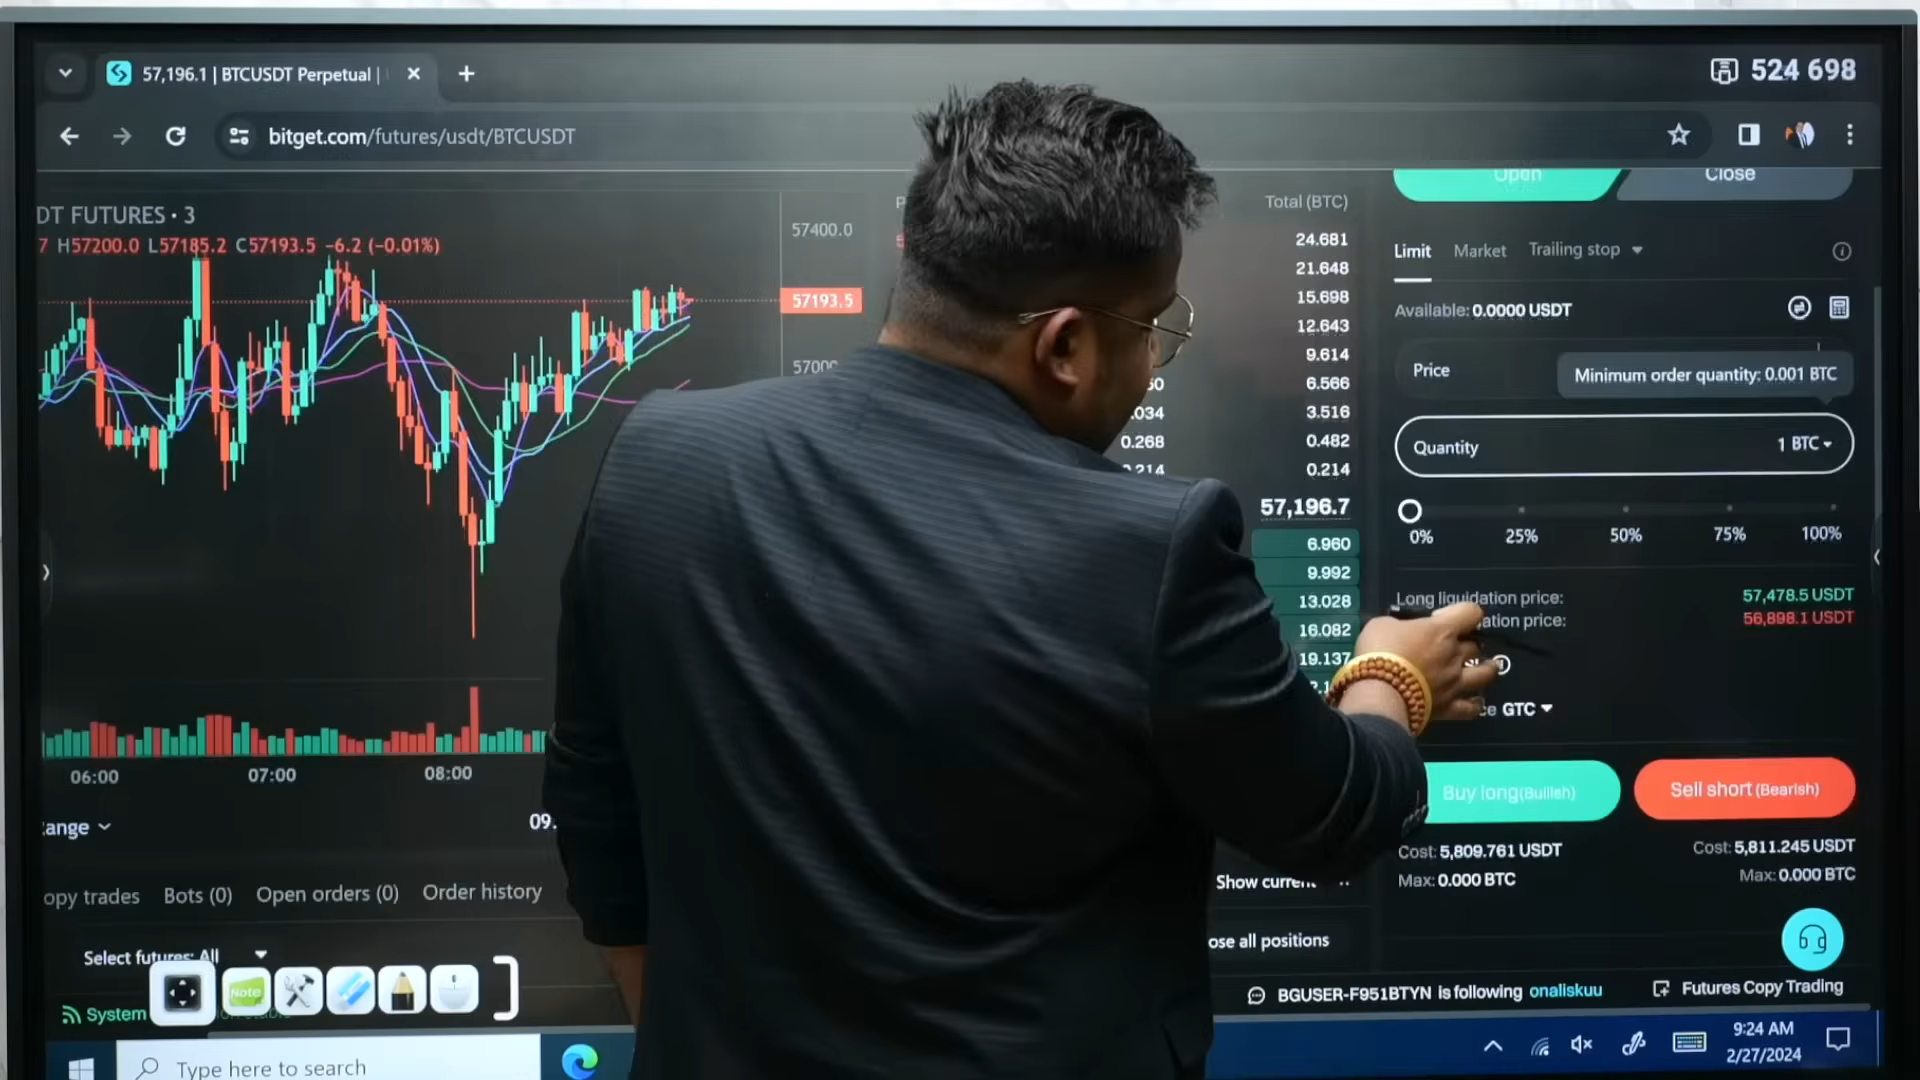 57,196.1 | BTCUSDT Perpetual |
524 698
bitget.com/futures/usdt/BTCUSDT
DT FUTURES · 3
7 H57200.0 L57185.2 C57193.5 −6.2 (−0.01%)
57400.0
57193.5
Total (BTC)
24.681
21.648
15.698
12.643
9.614
6.566
.034 3.516
0.268 0.482
0.214 0.214
57,196.7
6.960
9.992
13.028
16.082
19.137
Open Close
Limit Market Trailing stop
Available: 0.0000 USDT
Price
Minimum order quantity: 0.001 BTC
Quantity 1 BTC
0% 25% 50% 75% 100%
Long liquidation price: 57,478.5 USDT
ation price: 56,898.1 USDT
GTC
Buy long(Bullish) Sell short(Bearish)
Cost: 5,809.761 USDT Cost: 5,811.245 USDT
Max: 0.000 BTC Max: 0.000 BTC
06:00 07:00 08:00
ange
09.
opy trades Bots (0) Open orders (0) Order history
Show current
Select futures: All
ose all positions
Note
System
BGUSER-F951BTYN is following onaliskuu
Futures Copy Trading
Type here to search
9:24 AM
2/27/2024